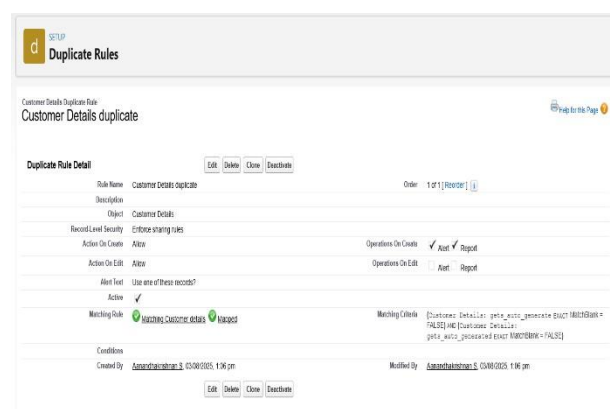 d
SETUP
Duplicate Rules
Customer Details Duplicate Rule
Customer Details duplicate
Help for this Page
Duplicate Rule Detail
Edit Delete Clone Deactivate
Rule Name Customer Details duplicate Order 1 of 1 [ Reorder ] i
Description
Object Customer Details
Record-Level Security Enforce sharing rules
Action On Create Allow Operations On Create Alert Report
Action On Edit Allow Operations On Edit Alert Report
Alert Text Use one of these records?
Active
Matching Rule Matching Customer details Mapped Matching Criteria (Customer Details: gets_auto_generate EXACT MatchBlank =
FALSE) AND (Customer Details:
gets_auto_generated EXACT MatchBlank = FALSE)
Conditions
Created By Aanandhakrishnan S, 03/08/2025, 1:06 pm Modified By Aanandhakrishnan S, 03/08/2025, 1:06 pm
Edit Delete Clone Deactivate